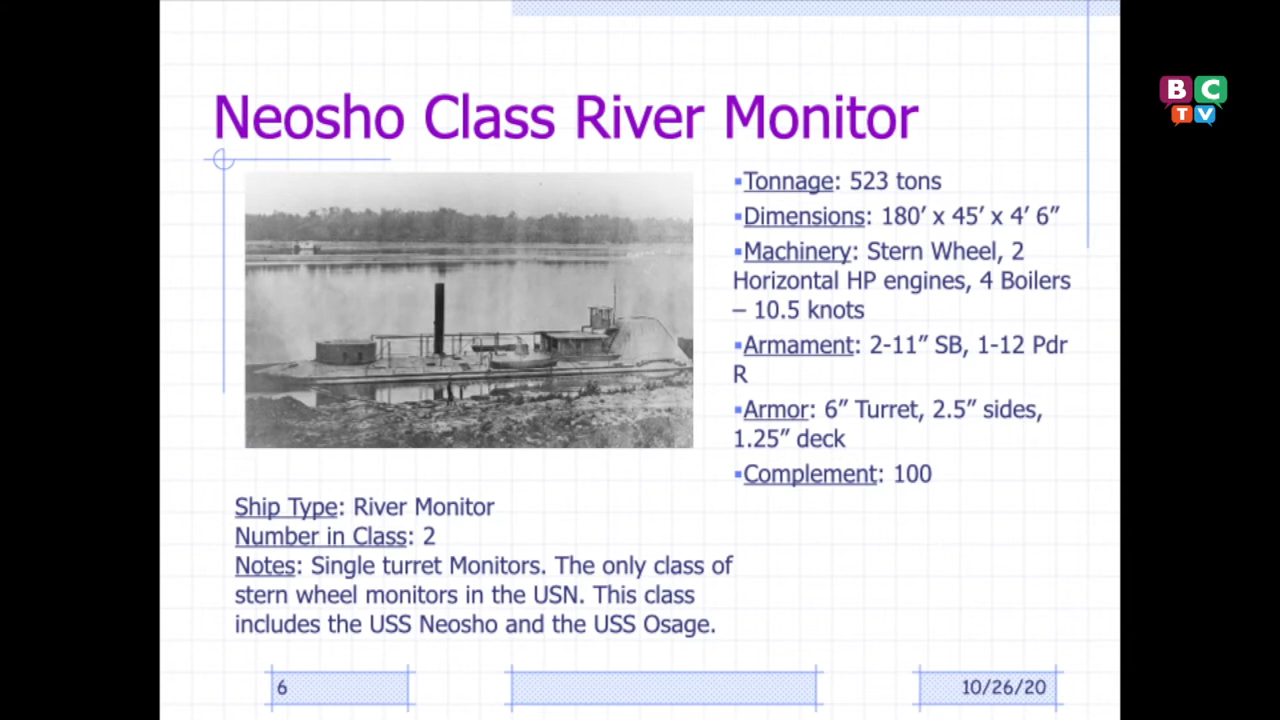 Neosho Class River Monitor
BC
TV
▪Tonnage: 523 tons
▪Dimensions: 180’ x 45’ x 4’ 6”
▪Machinery: Stern Wheel, 2
Horizontal HP engines, 4 Boilers
– 10.5 knots
▪Armament: 2-11” SB, 1-12 Pdr
R
▪Armor: 6” Turret, 2.5” sides,
1.25” deck
▪Complement: 100
Ship Type: River Monitor
Number in Class: 2
Notes: Single turret Monitors. The only class of
stern wheel monitors in the USN. This class
includes the USS Neosho and the USS Osage.
6
10/26/20